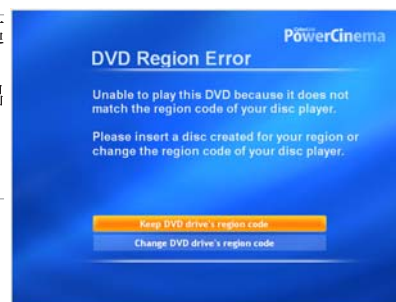 PowerCinema
DVD Region Error
Unable to play this DVD because it does not
match the region code of your disc player.
Please insert a disc created for your region or
change the region code of your disc player.
Keep DVD drive's region code
Change DVD drive's region code